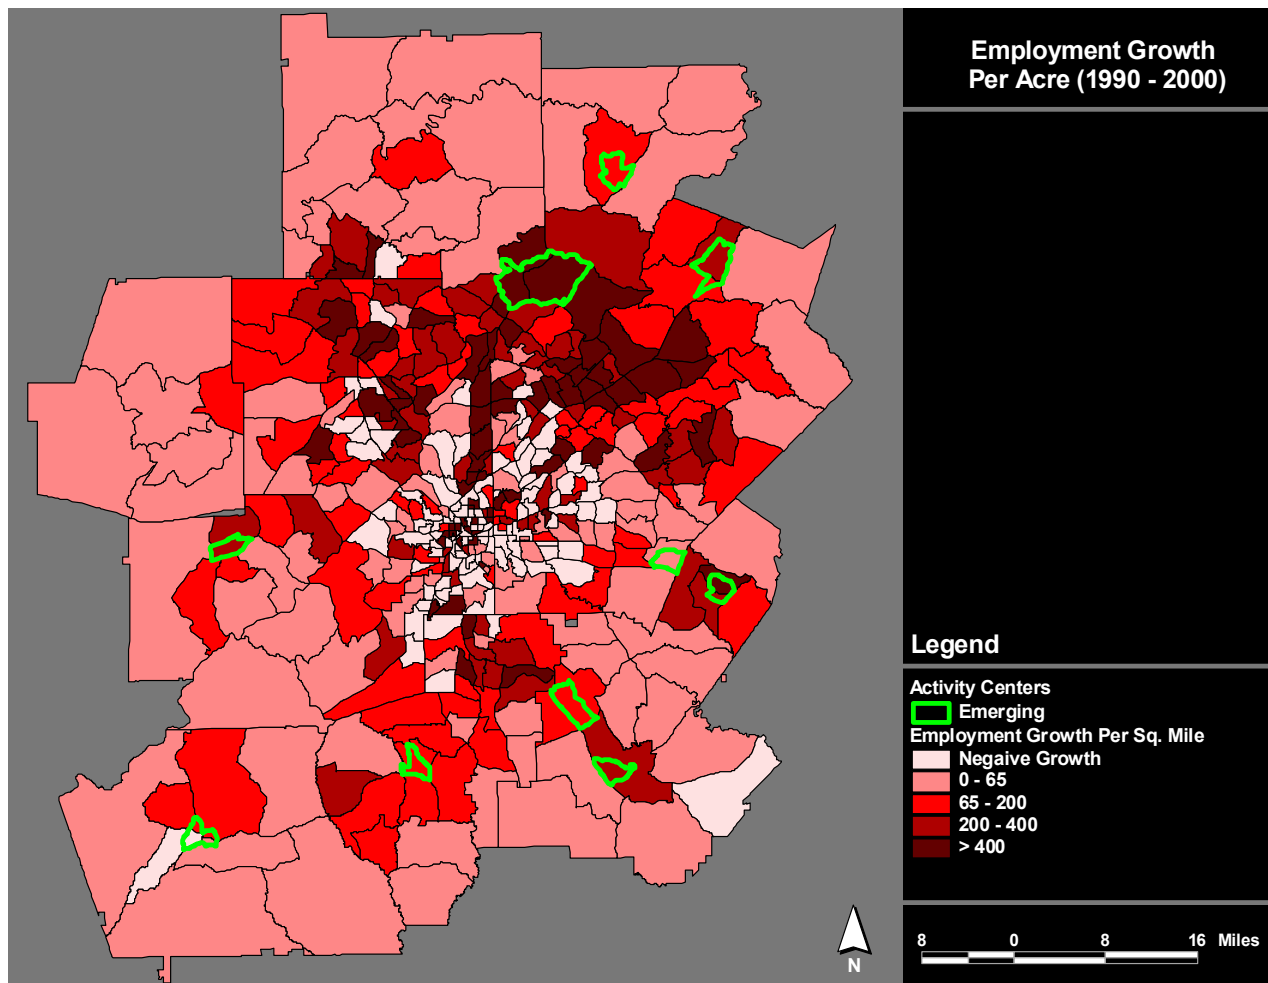 Employment Growth
Per Acre (1990 - 2000)
Legend
Activity Centers
Emerging
Employment Growth Per Sq. Mile
Negaive Growth
0 - 65
65 - 200
200 - 400
> 400
N
8 0 8 16 Miles